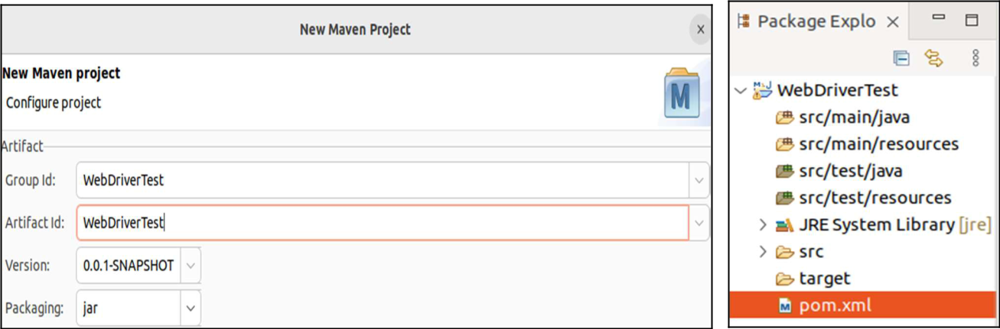 New Maven Project
New Maven project
Configure project
Artifact
Group Id: WebDriverTest
Artifact Id: WebDriverTest
Version: 0.0.1-SNAPSHOT
Packaging: jar
Package Explo
WebDriverTest
src/main/java
src/main/resources
src/test/java
src/test/resources
JRE System Library [jre]
src
target
pom.xml